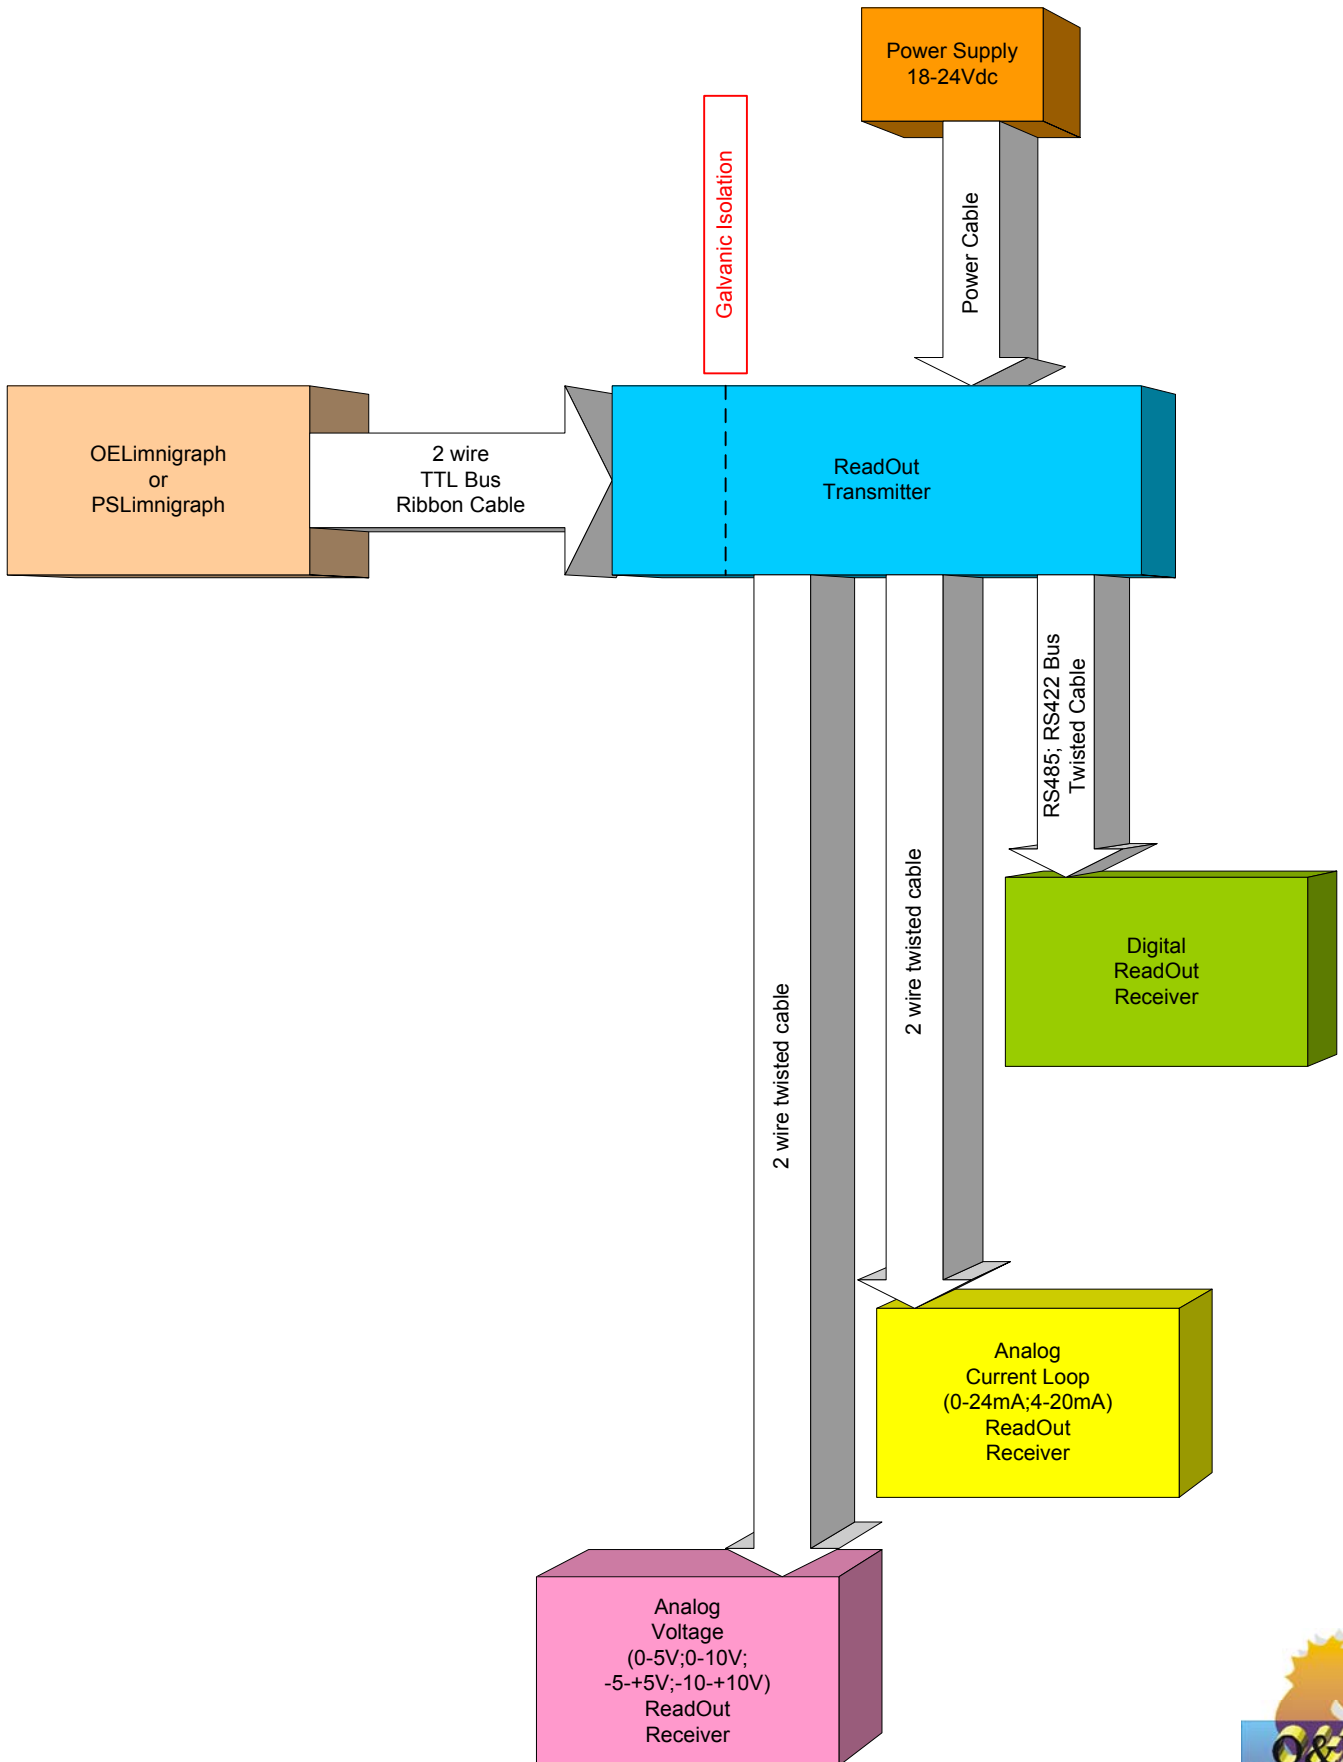 Power Supply
18-24Vdc
Galvanic Isolation
Power Cable
OELimnigraph
or
PSLimnigraph
2 wire
TTL Bus
Ribbon Cable
ReadOut
Transmitter
RS485; RS422 Bus
Twisted Cable
2 wire twisted cable
2 wire twisted cable
Digital
ReadOut
Receiver
Analog
Current Loop
(0-24mA;4-20mA)
ReadOut
Receiver
Analog
Voltage
(0-5V;0-10V;
-5-+5V;-10-+10V)
ReadOut
Receiver